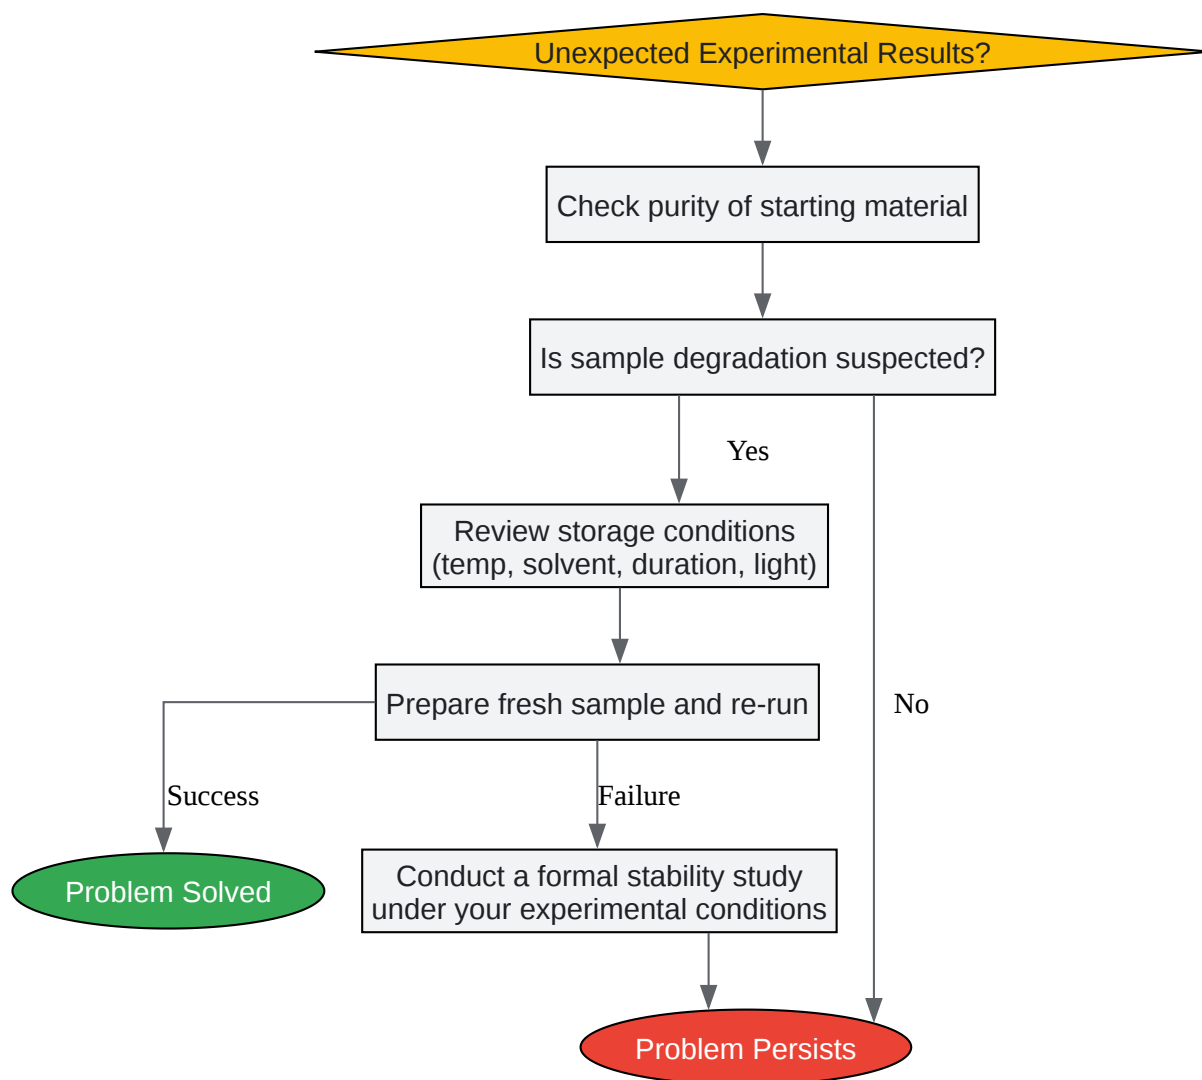 Unexpected Experimental Results?
Check purity of starting material
Is sample degradation suspected?
Yes
Review storage conditions
(temp, solvent, duration, light)
No
Prepare fresh sample and re-run
Success
Failure
Problem Solved
Conduct a formal stability study
under your experimental conditions
Problem Persists